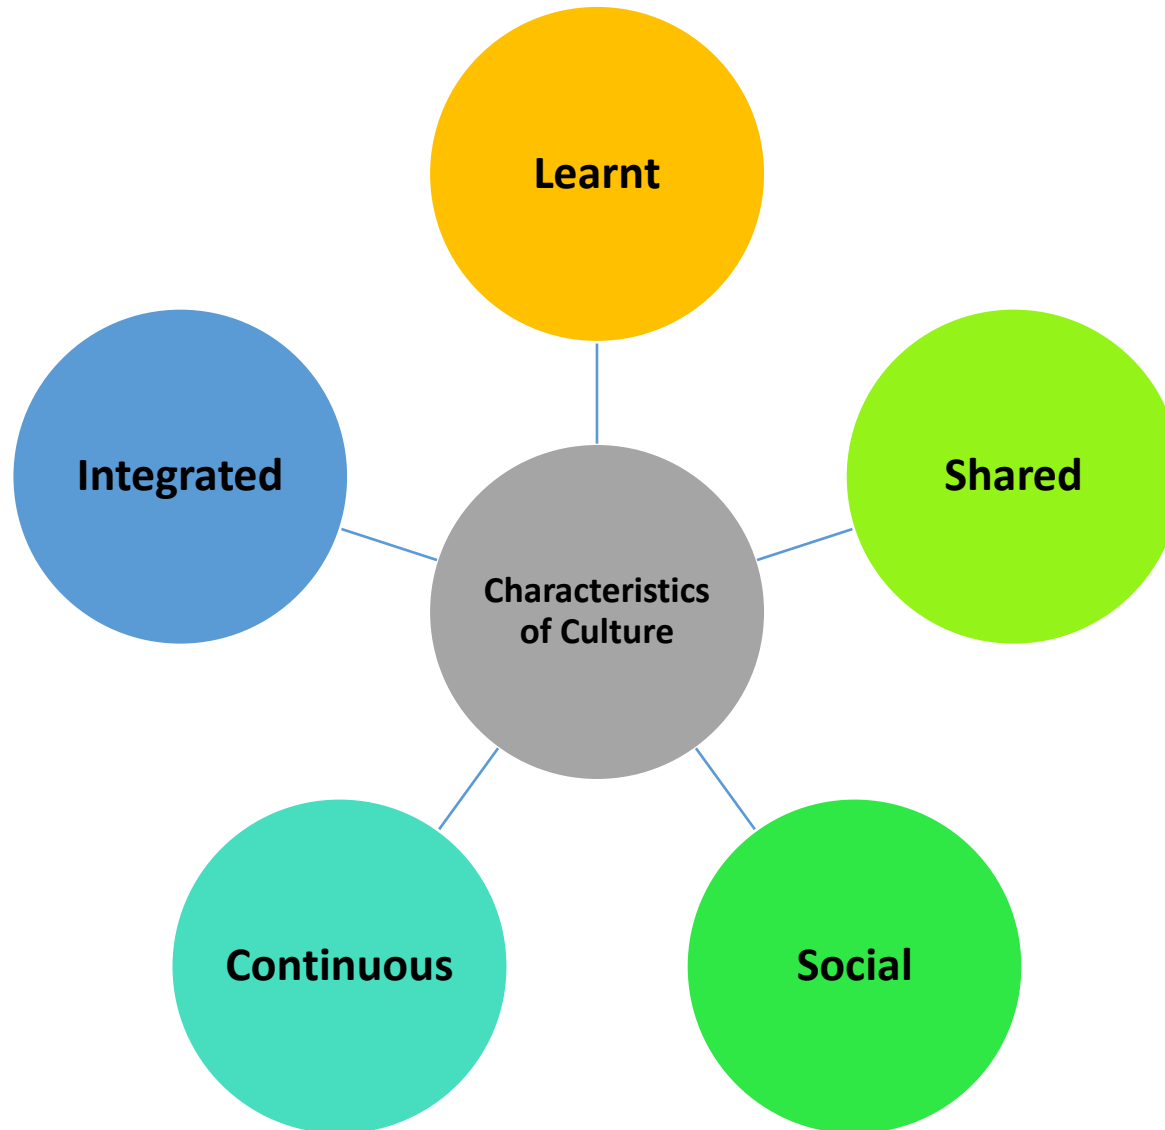 Learnt
Integrated
Shared
Characteristics
of Culture
Continuous
Social